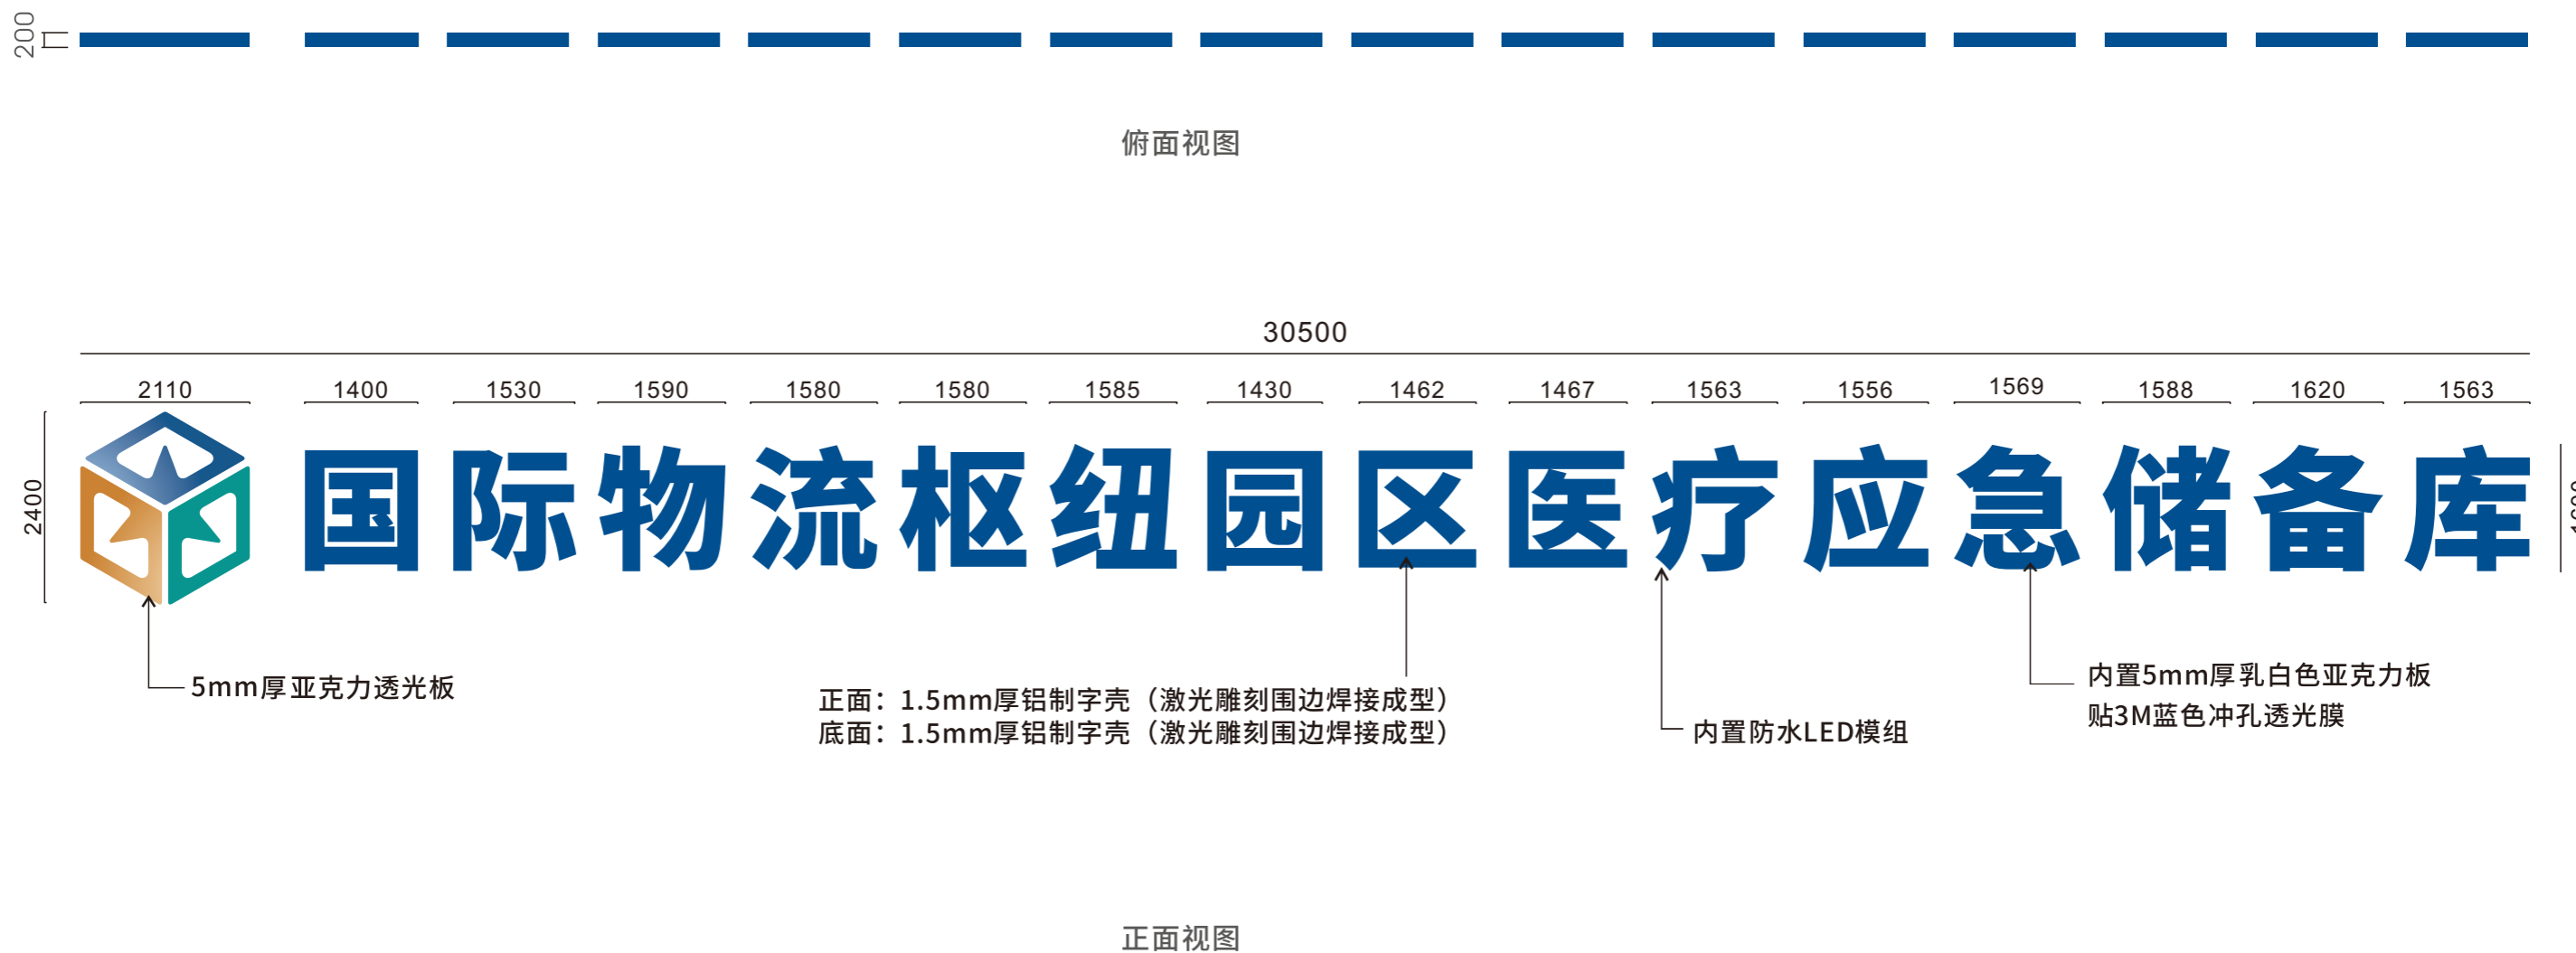 200
俯面视图
30500
2110 1400 1530 1590 1580 1580 1585 1430 1462 1467 1563 1556 1569 1588 1620 1563
2400
国际物流枢纽园区医疗应急储备库
5mm厚亚克力透光板
正面：1.5mm厚铝制字壳（激光雕刻围边焊接成型）
底面：1.5mm厚铝制字壳（激光雕刻围边焊接成型）
内置防水LED模组
内置5mm厚乳白色亚克力板
贴3M蓝色冲孔透光膜
正面视图